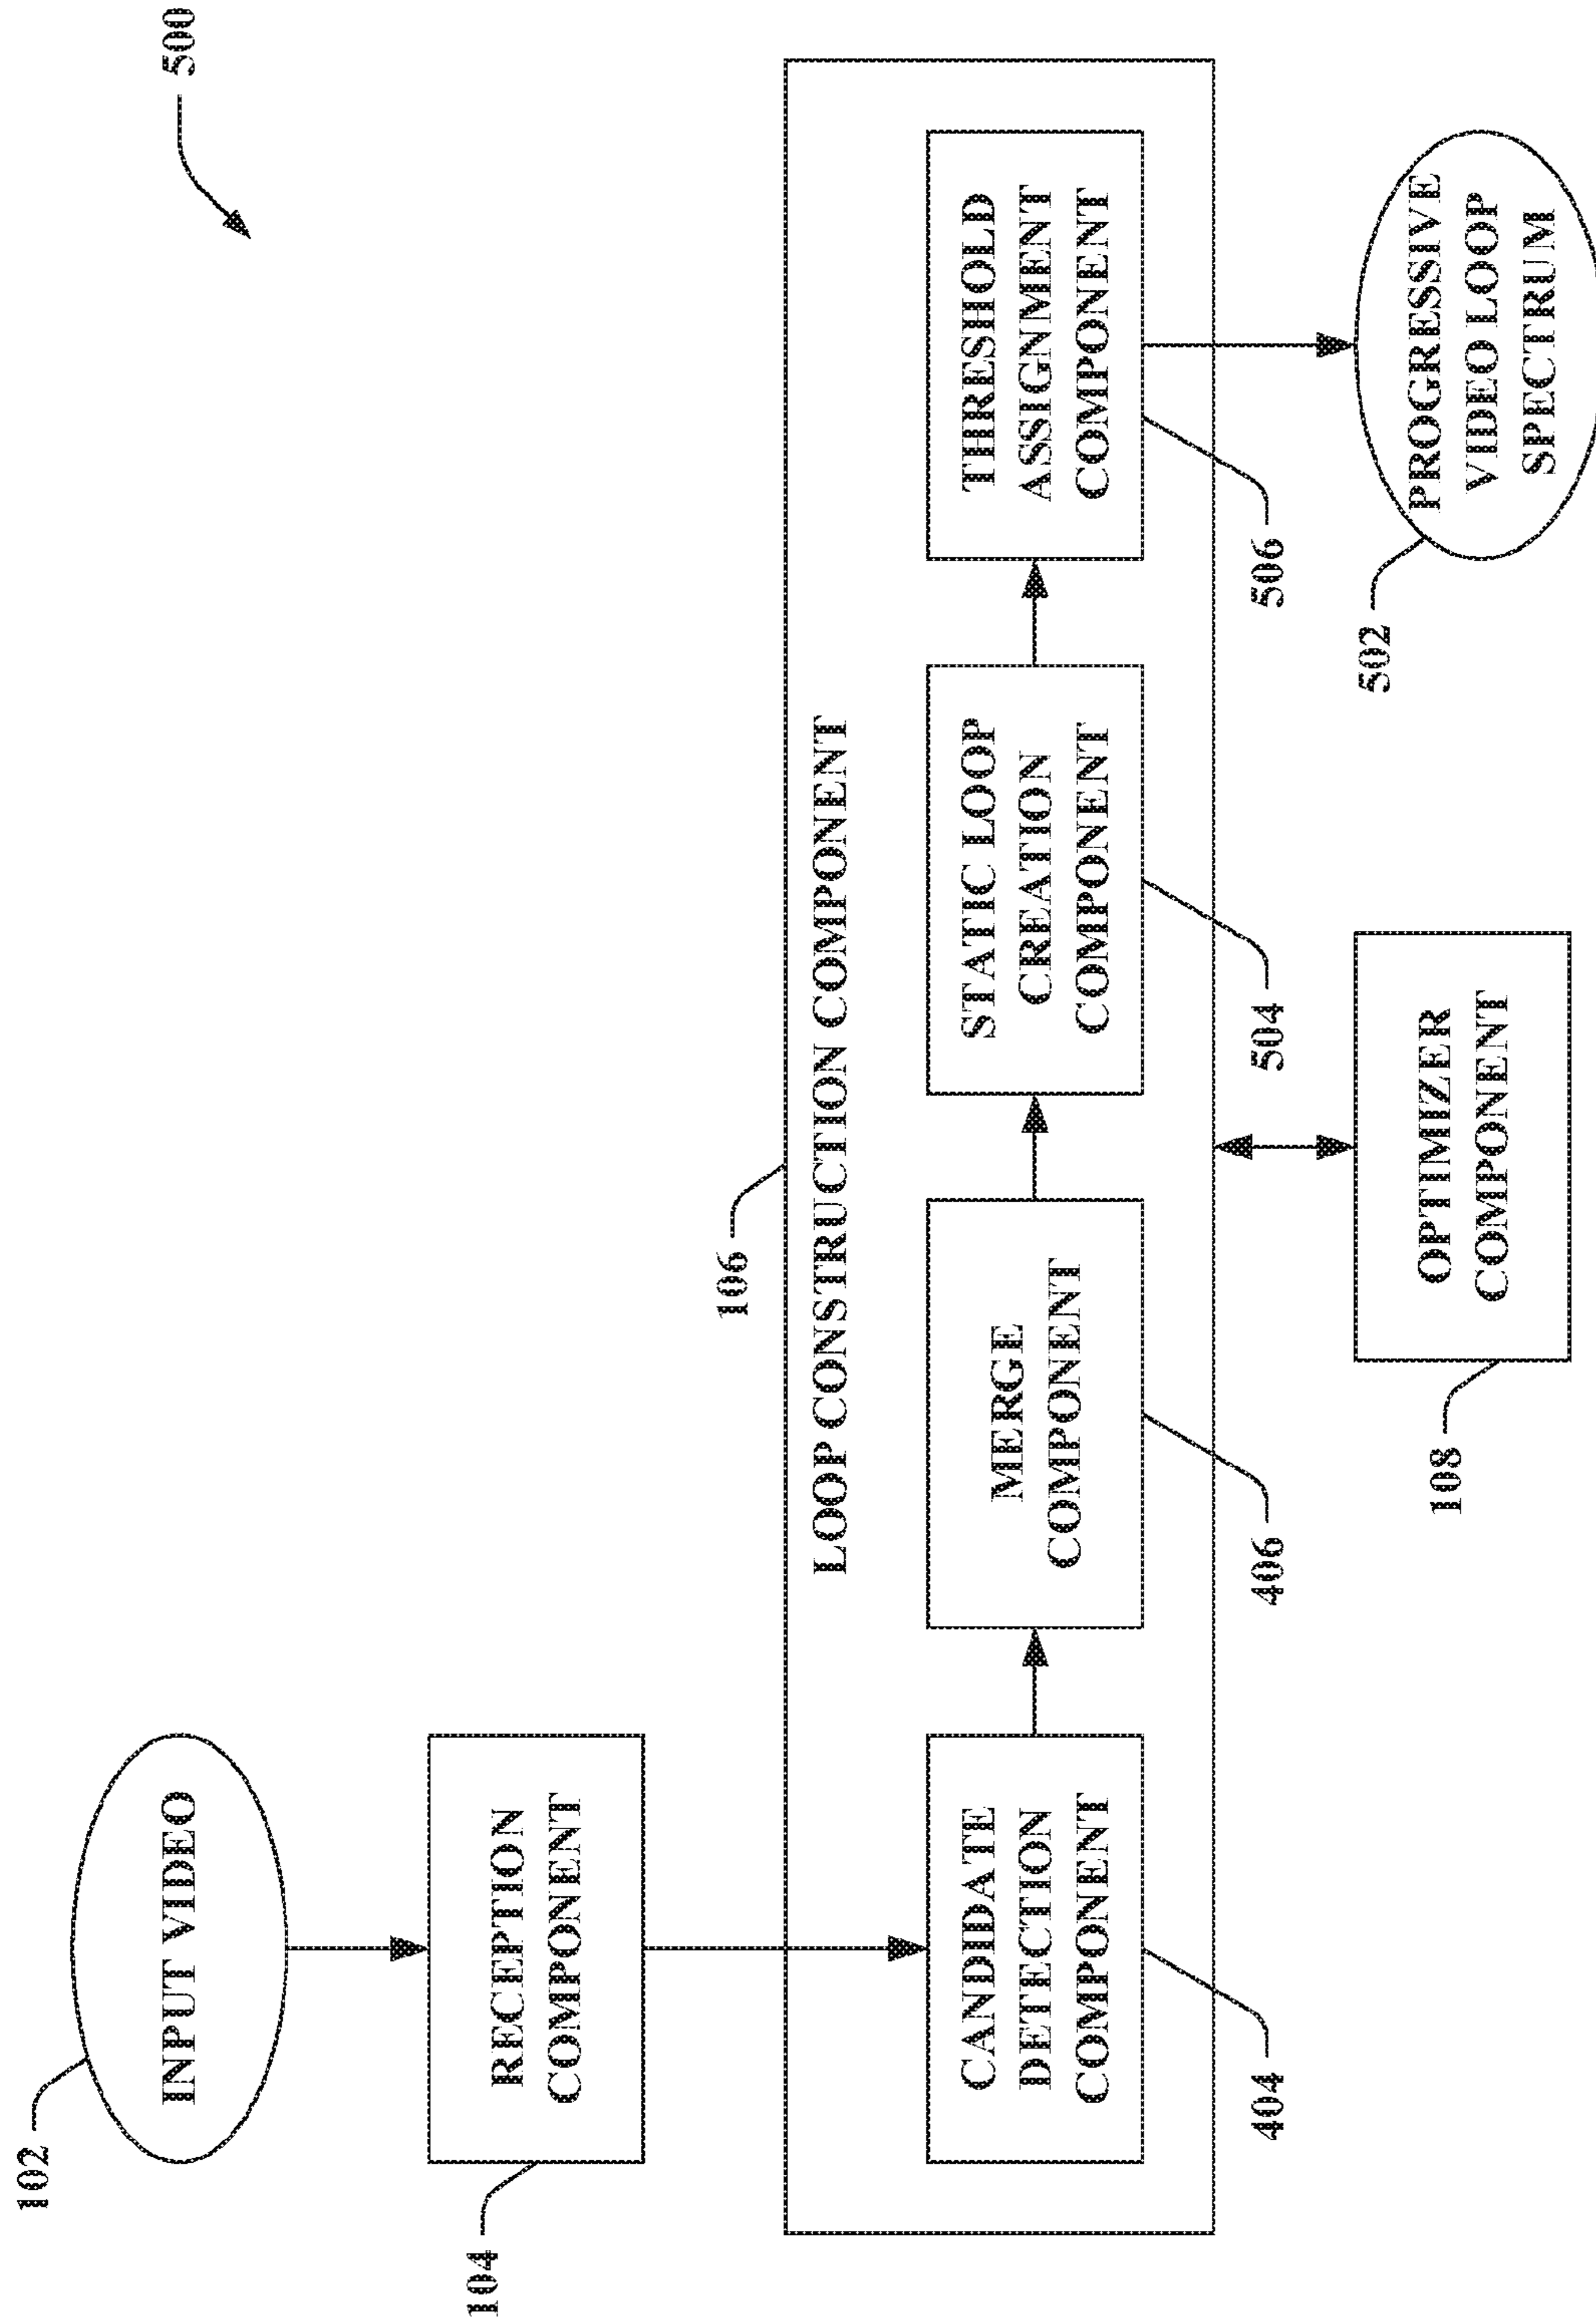 500
102
INPUT VIDEO
104
RECEPTION
COMPONENT
106
LOOP CONSTRUCTION COMPONENT
CANDIDATE
DETECTION
COMPONENT
MERGE
COMPONENT
STATIC LOOP
CREATION
COMPONENT
THRESHOLD
ASSIGNMENT
COMPONENT
404
406
504
506
108
OPTIMIZER
COMPONENT
502
PROGRESSIVE
VIDEO LOOP
SPECTRUM